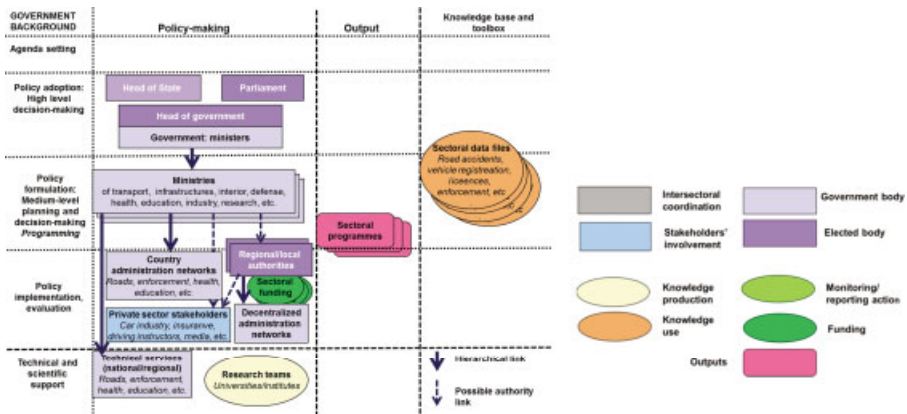 GOVERNMENT
BACKGROUND
Policy-making
Output
Knowledge base and
toolbox
Agenda setting
Policy adoption:
High level
decision-making
Head of State
Parliament
Head of government
Government: ministers
Policy
formulation:
Medium-level
planning and
decision-making
Programming
Ministries
of transport, infrastructures, interior, defense,
health, education, industry, research, etc.
Sectoral data files
Road accidents,
vehicle registreation,
liceences,
enforcement, etc
Sectoral
programmes
Policy
implementation,
evaluation
Country
administration networks
Roads, enforcement, health,
education, etc.
Regional/local
authorities
Sectoral
funding
Private sector stakeholders
Car industry, insuranive,
driving instructors, media, etc.
Decentralized
administration
networks
Technical and
scientific
support
Technical services
(national/regional)
Roads, enforcement,
health, education, etc.
Research teams
Universities/institutes
Hierarchical link
Possible authority
link
Intersectoral
coordination
Government body
Stakeholders'
involvement
Elected body
Knowledge
production
Monitoring/
reporting action
Knowledge
use
Funding
Outputs